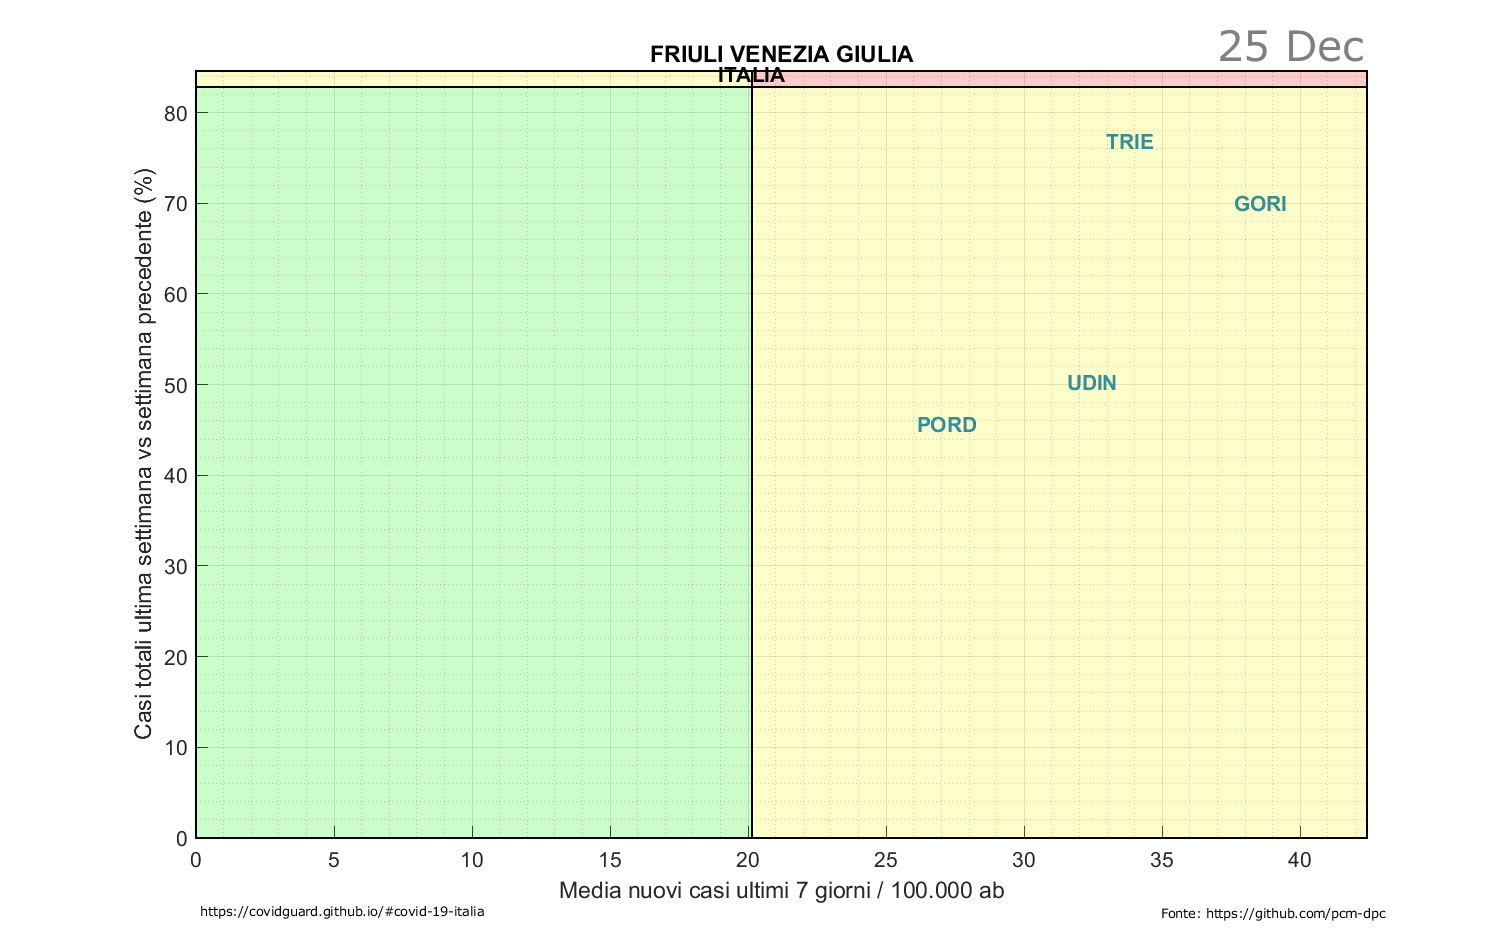 25 Dec
FRIULI VENEZIA GIULIA
ITALIA
Casi totali ultima settimana vs settimana precedente (%)
80
70
60
50
40
30
20
10
0
TRIE
GORI
UDIN
PORD
0 5 10 15 20 25 30 35 40
Media nuovi casi ultimi 7 giorni / 100.000 ab
https://covidguard.github.io/#covid-19-italia
Fonte: https://github.com/pcm-dpc